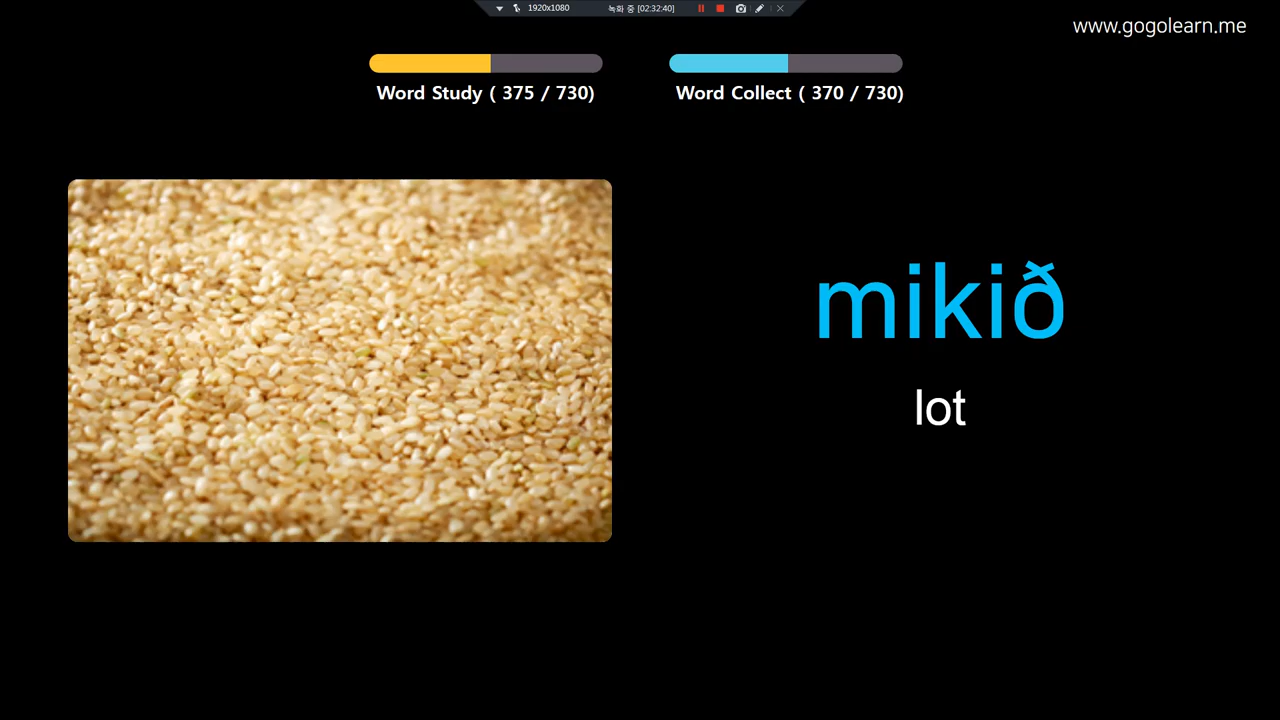 1920x1080
녹화 중 [02:32:40]
www.gogolearn.me
Word Study ( 375 / 730)
Word Collect ( 370 / 730)
mikið
lot